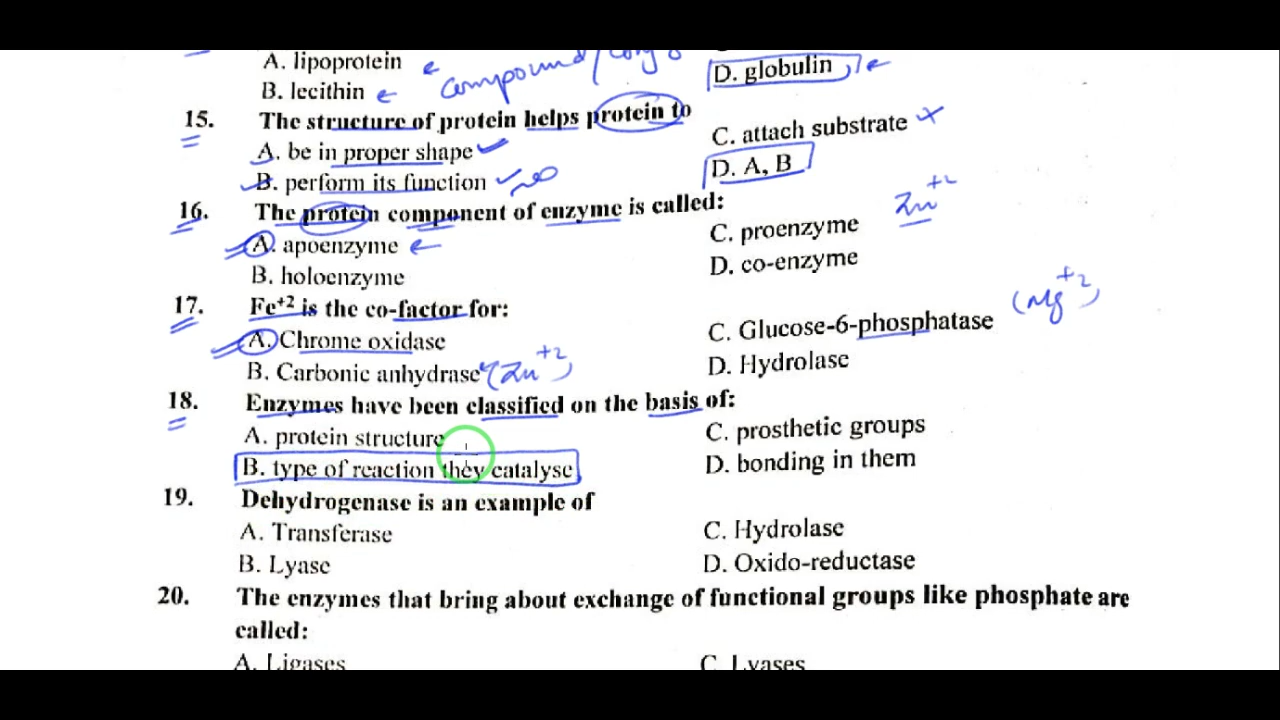 A. lipoprotein
B. lecithin
compound/
D. globulin
15. The structure of protein helps protein to
A. be in proper shape
B. perform its function
C. attach substrate
D. A, B
16. The protein component of enzyme is called:
A. apoenzyme
B. holoenzyme
C. proenzyme
D. co-enzyme
Zn+2
17. Fe+2 is the co-factor for:
A. Chrome oxidase
B. Carbonic anhydrase (Zn+2)
C. Glucose-6-phosphatase (Mg+2)
D. Hydrolase
18. Enzymes have been classified on the basis of:
A. protein structure
B. type of reaction they catalyse
C. prosthetic groups
D. bonding in them
19. Dehydrogenase is an example of
A. Transferase
B. Lyase
C. Hydrolase
D. Oxido-reductase
20. The enzymes that bring about exchange of functional groups like phosphate are
called:
A. Ligases
C. Lyases